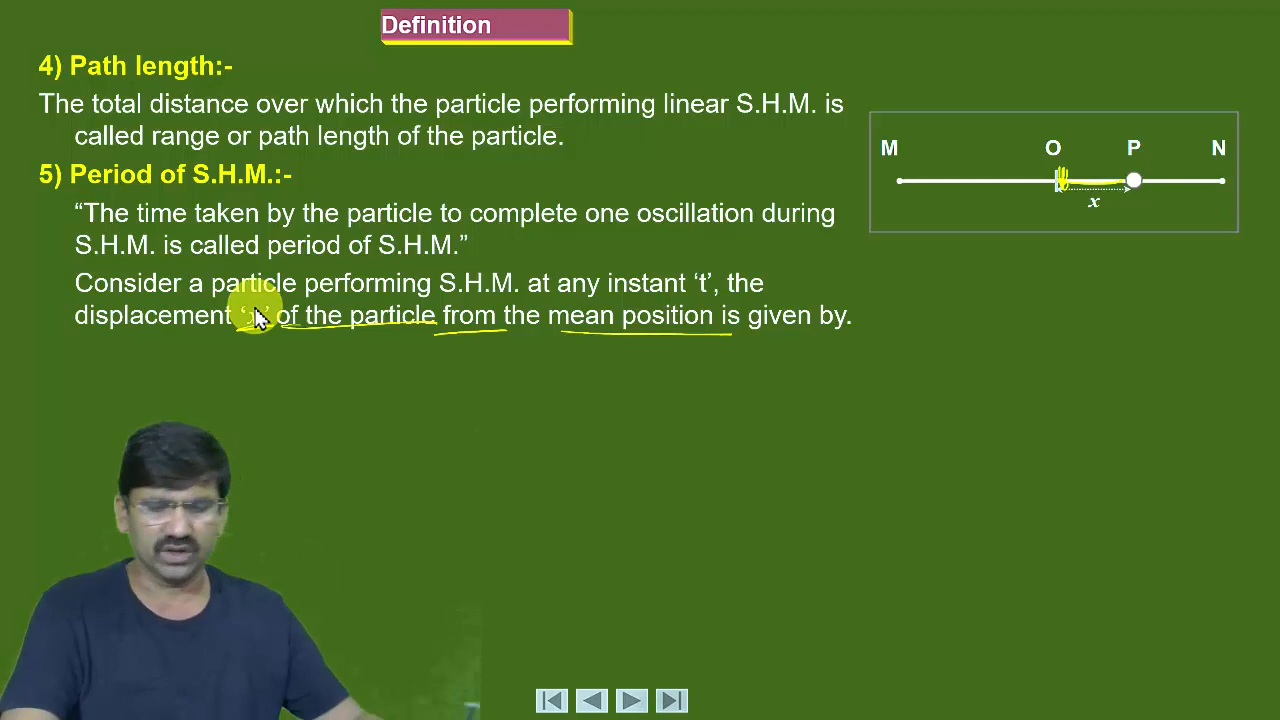 Definition
4) Path length:-
The total distance over which the particle performing linear S.H.M. is
called range or path length of the particle.
5) Period of S.H.M.:-
“The time taken by the particle to complete one oscillation during
S.H.M. is called period of S.H.M.”
Consider a particle performing S.H.M. at any instant ‘t’, the
displacement ‘x’ of the particle from the mean position is given by.
M O P N
x